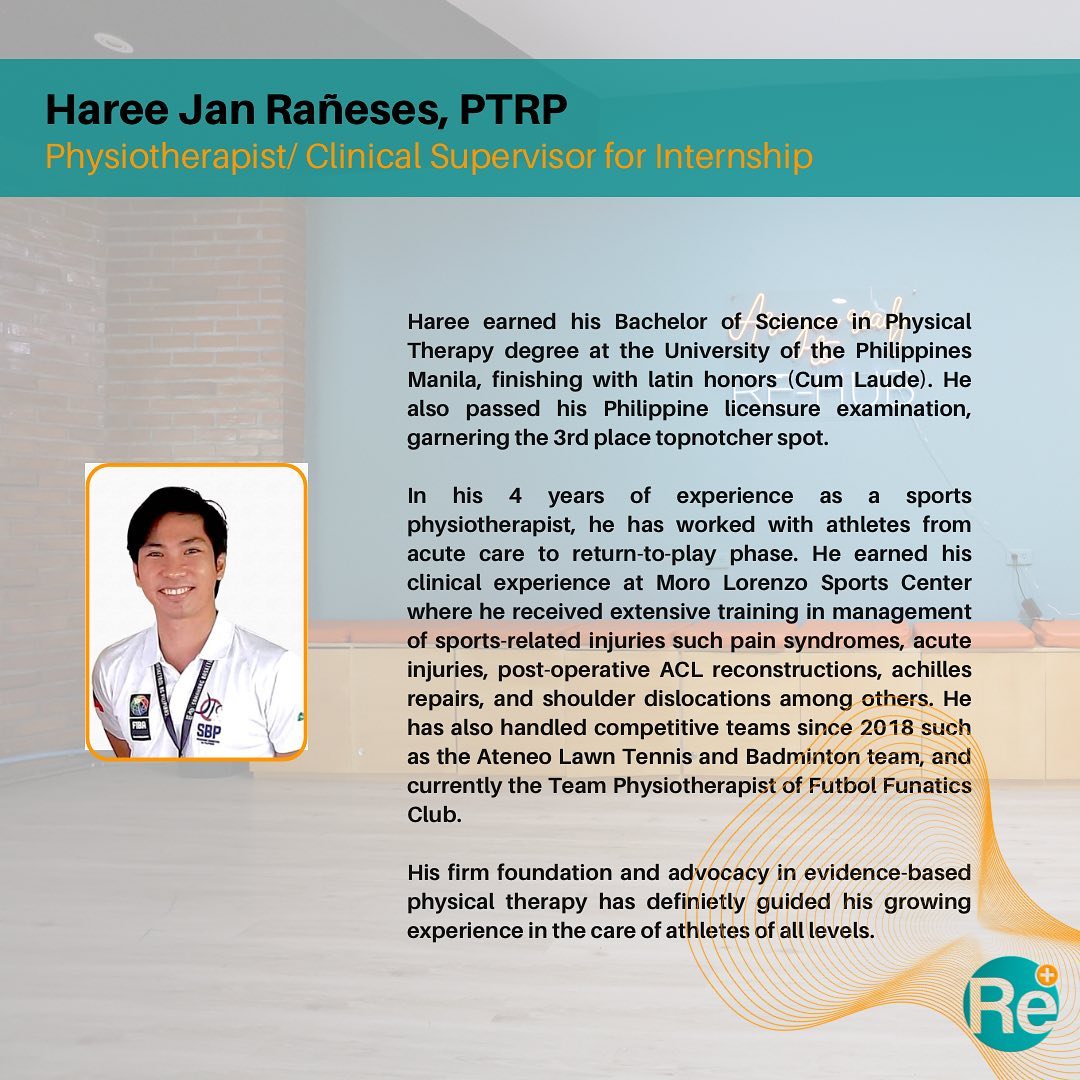 Haree Jan Rañeses, PTRP
Physiotherapist/ Clinical Supervisor for Internship
Haree earned his Bachelor of Science in Physical
Therapy degree at the University of the Philippines
Manila, finishing with latin honors (Cum Laude). He
also passed his Philippine licensure examination,
garnering the 3rd place topnotcher spot.
In his 4 years of experience as a sports
physiotherapist, he has worked with athletes from
acute care to return-to-play phase. He earned his
clinical experience at Moro Lorenzo Sports Center
where he received extensive training in management
of sports-related injuries such pain syndromes, acute
injuries, post-operative ACL reconstructions, achilles
repairs, and shoulder dislocations among others. He
has also handled competitive teams since 2018 such
as the Ateneo Lawn Tennis and Badminton team, and
currently the Team Physiotherapist of Futbol Funatics
Club.
His firm foundation and advocacy in evidence-based
physical therapy has definietly guided his growing
experience in the care of athletes of all levels.
RE-HUB
FIBA
SBP
Re+